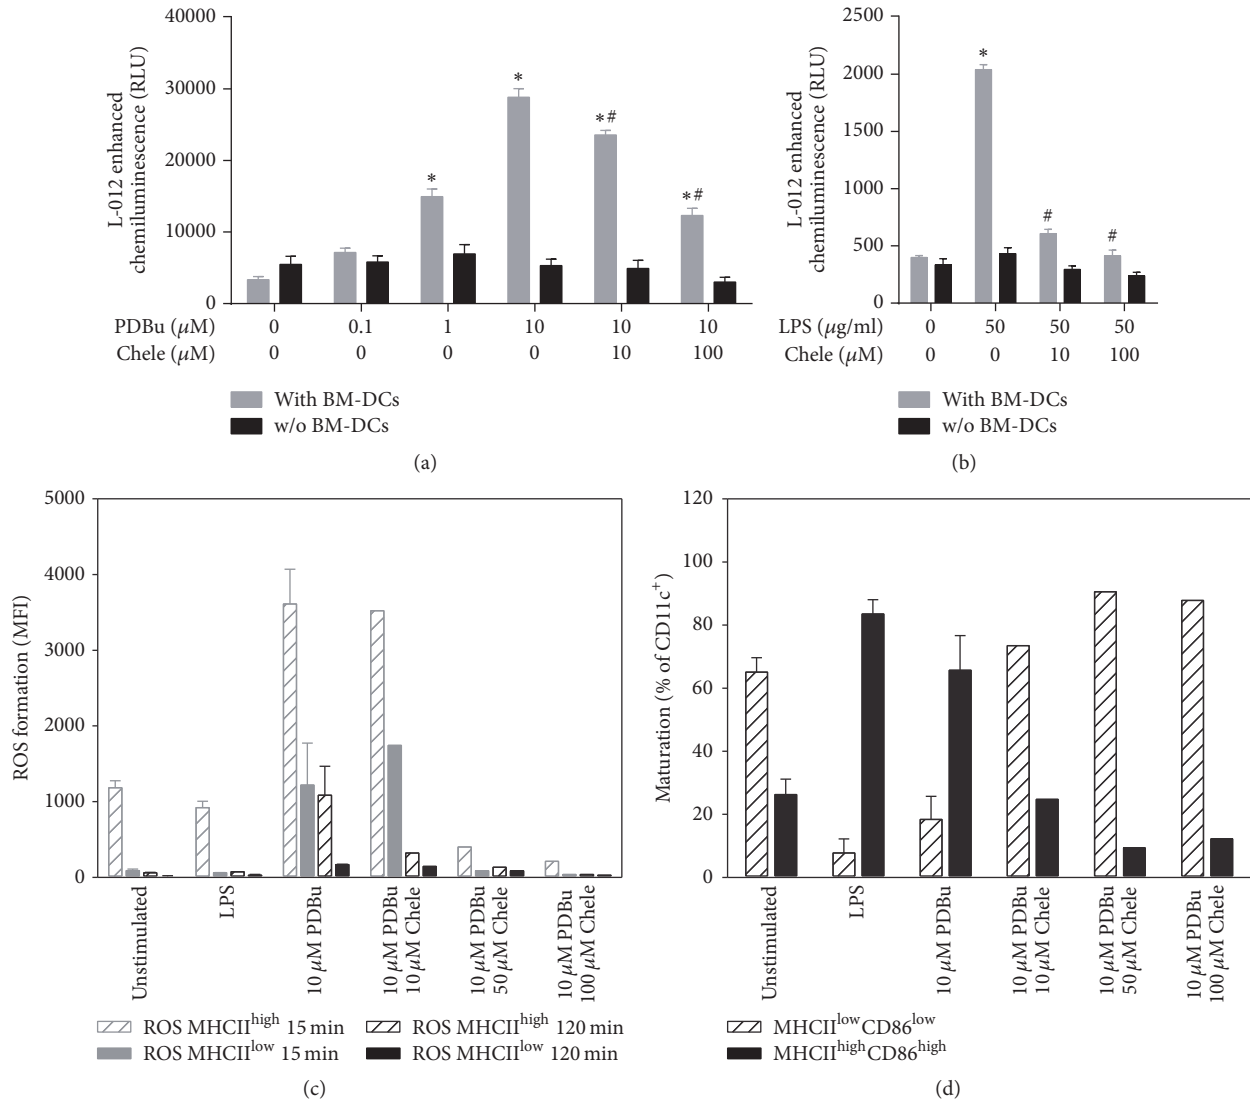 (a)
L-012 enhanced
chemiluminescence (RLU)
40000
30000
20000
10000
0
*
*
*#
*#
PDBu (μM) 0 0.1 1 10 10 10
Chele (μM) 0 0 0 0 10 100
With BM-DCs
w/o BM-DCs
(a)
L-012 enhanced
chemiluminescence (RLU)
2500
2000
1500
1000
500
0
*
#
#
LPS (μg/ml) 0 50 50 50
Chele (μM) 0 0 10 100
With BM-DCs
w/o BM-DCs
(b)
ROS formation (MFI)
5000
4000
3000
2000
1000
0
Unstimulated
LPS
10 μM PDBu
10 μM PDBu
10 μM Chele
10 μM PDBu
50 μM Chele
10 μM PDBu
100 μM Chele
ROS MHCII^high 15 min
ROS MHCII^low 15 min
ROS MHCII^high 120 min
ROS MHCII^low 120 min
(c)
Maturation (% of CD11c⁺)
120
100
80
60
40
20
0
Unstimulated
LPS
10 μM PDBu
10 μM PDBu
10 μM Chele
10 μM PDBu
50 μM Chele
10 μM PDBu
100 μM Chele
MHCII^low CD86^low
MHCII^high CD86^high
(d)